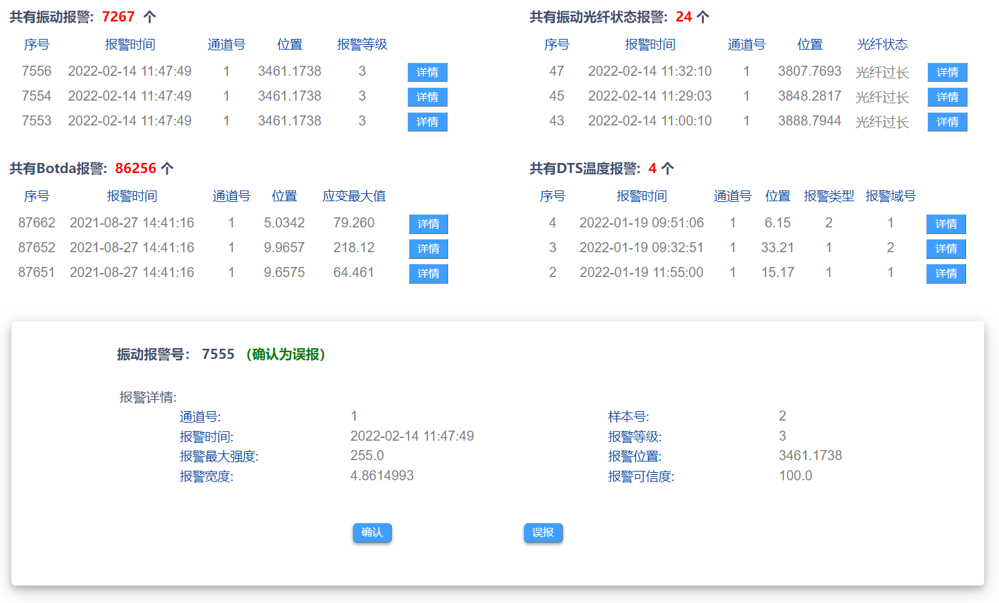 共有振动报警: 7267 个
序号 报警时间 通道号 位置 报警等级
7556 2022-02-14 11:47:49 1 3461.1738 3 详情
7554 2022-02-14 11:47:49 1 3461.1738 3 详情
7553 2022-02-14 11:47:49 1 3461.1738 3 详情
共有振动光纤状态报警: 24 个
序号 报警时间 通道号 位置 光纤状态
47 2022-02-14 11:32:10 1 3807.7693 光纤过长 详情
45 2022-02-14 11:29:03 1 3848.2817 光纤过长 详情
43 2022-02-14 11:00:10 1 3888.7944 光纤过长 详情
共有Botda报警: 86256 个
序号 报警时间 通道号 位置 应变最大值
87662 2021-08-27 14:41:16 1 5.0342 79.260 详情
87652 2021-08-27 14:41:16 1 9.9657 218.12 详情
87651 2021-08-27 14:41:16 1 9.6575 64.461 详情
共有DTS温度报警: 4 个
序号 报警时间 通道号 位置 报警类型 报警域号
4 2022-01-19 09:51:06 1 6.15 2 1 详情
3 2022-01-19 09:32:51 1 33.21 1 2 详情
2 2022-01-19 11:55:00 1 15.17 1 1 详情
振动报警号: 7555 (确认为误报)
报警详情:
通道号: 1 样本号: 2
报警时间: 2022-02-14 11:47:49 报警等级: 3
报警最大强度: 255.0 报警位置: 3461.1738
报警宽度: 4.8614993 报警可信度: 100.0
确认 误报